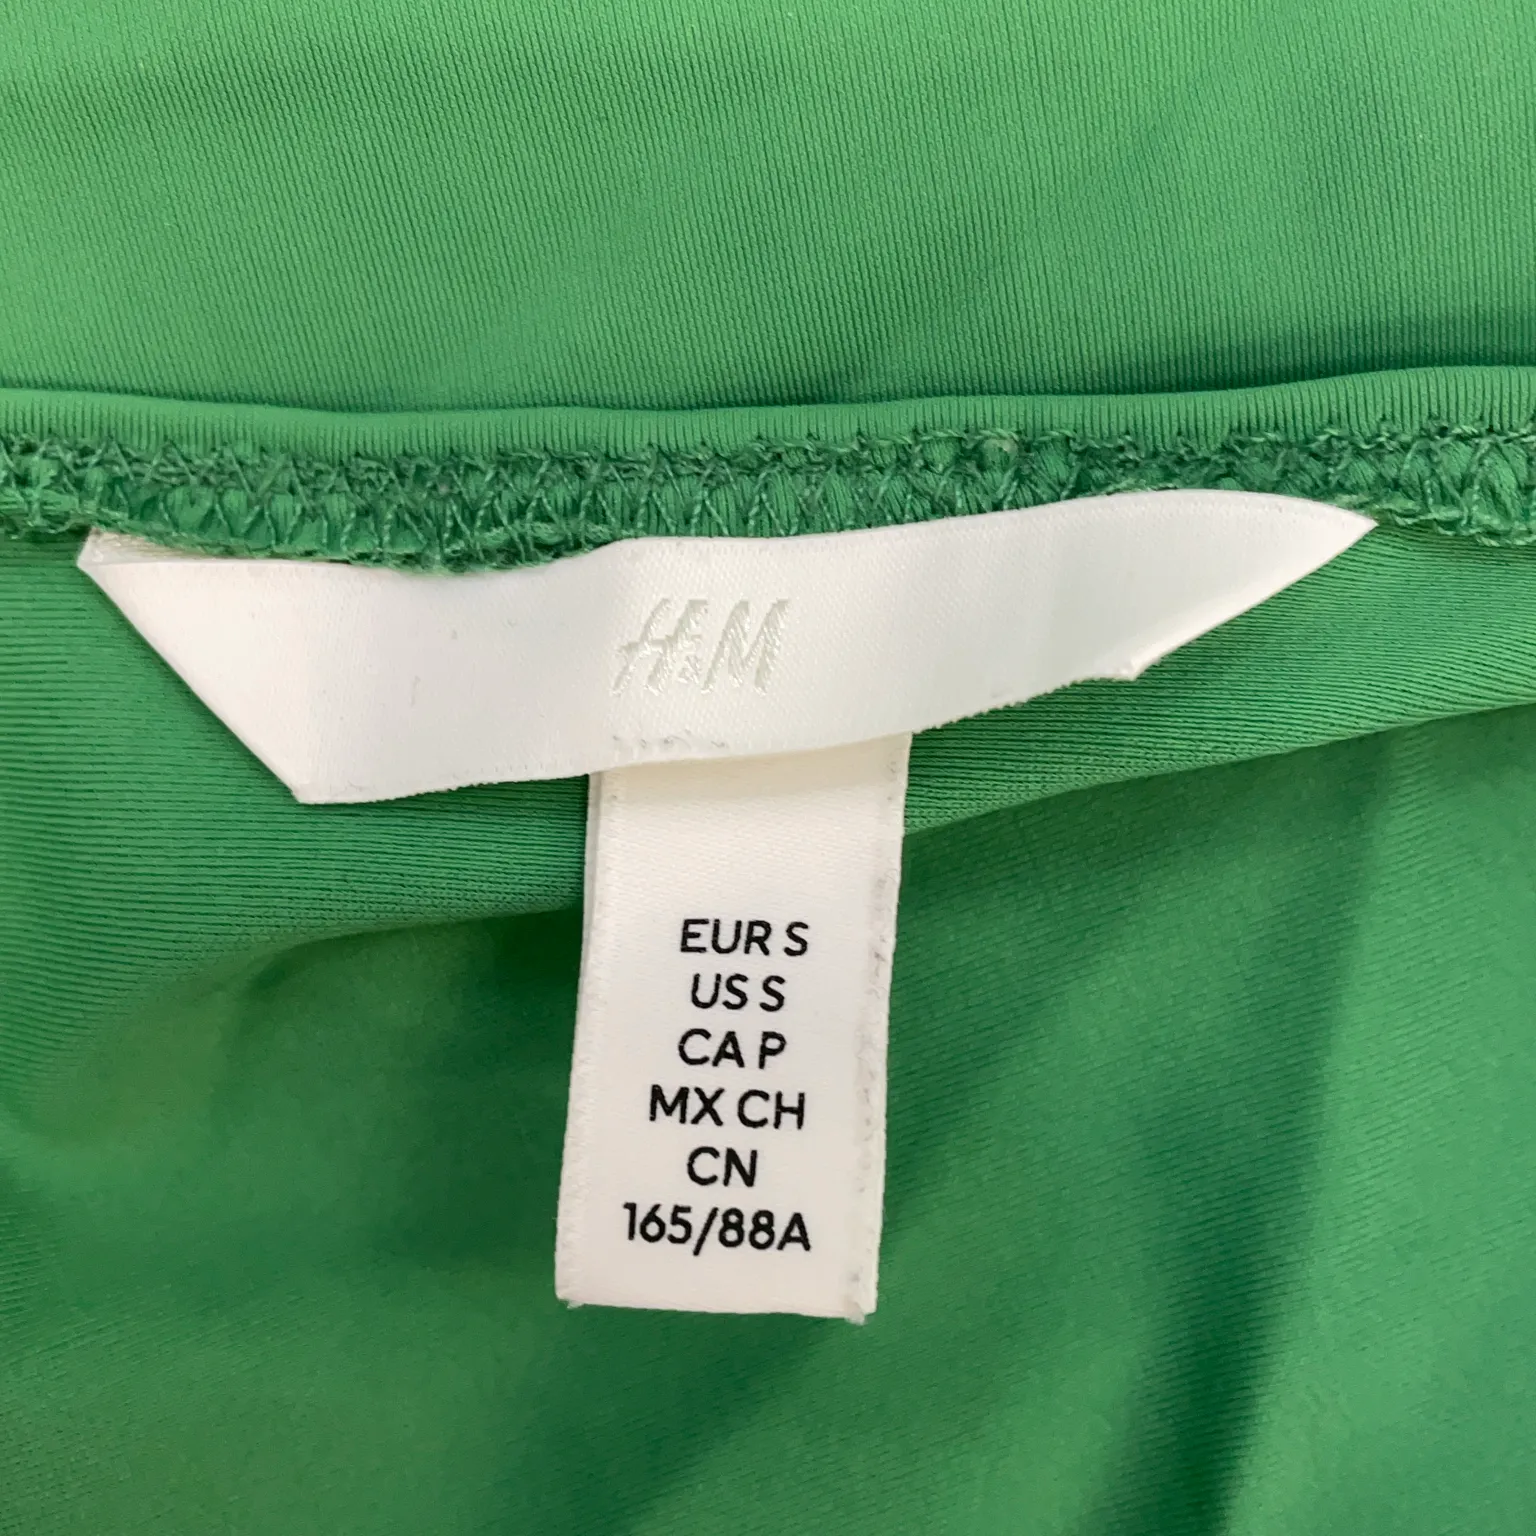 H&M
EUR S
US S
CA P
MX CH
CN
165/88A